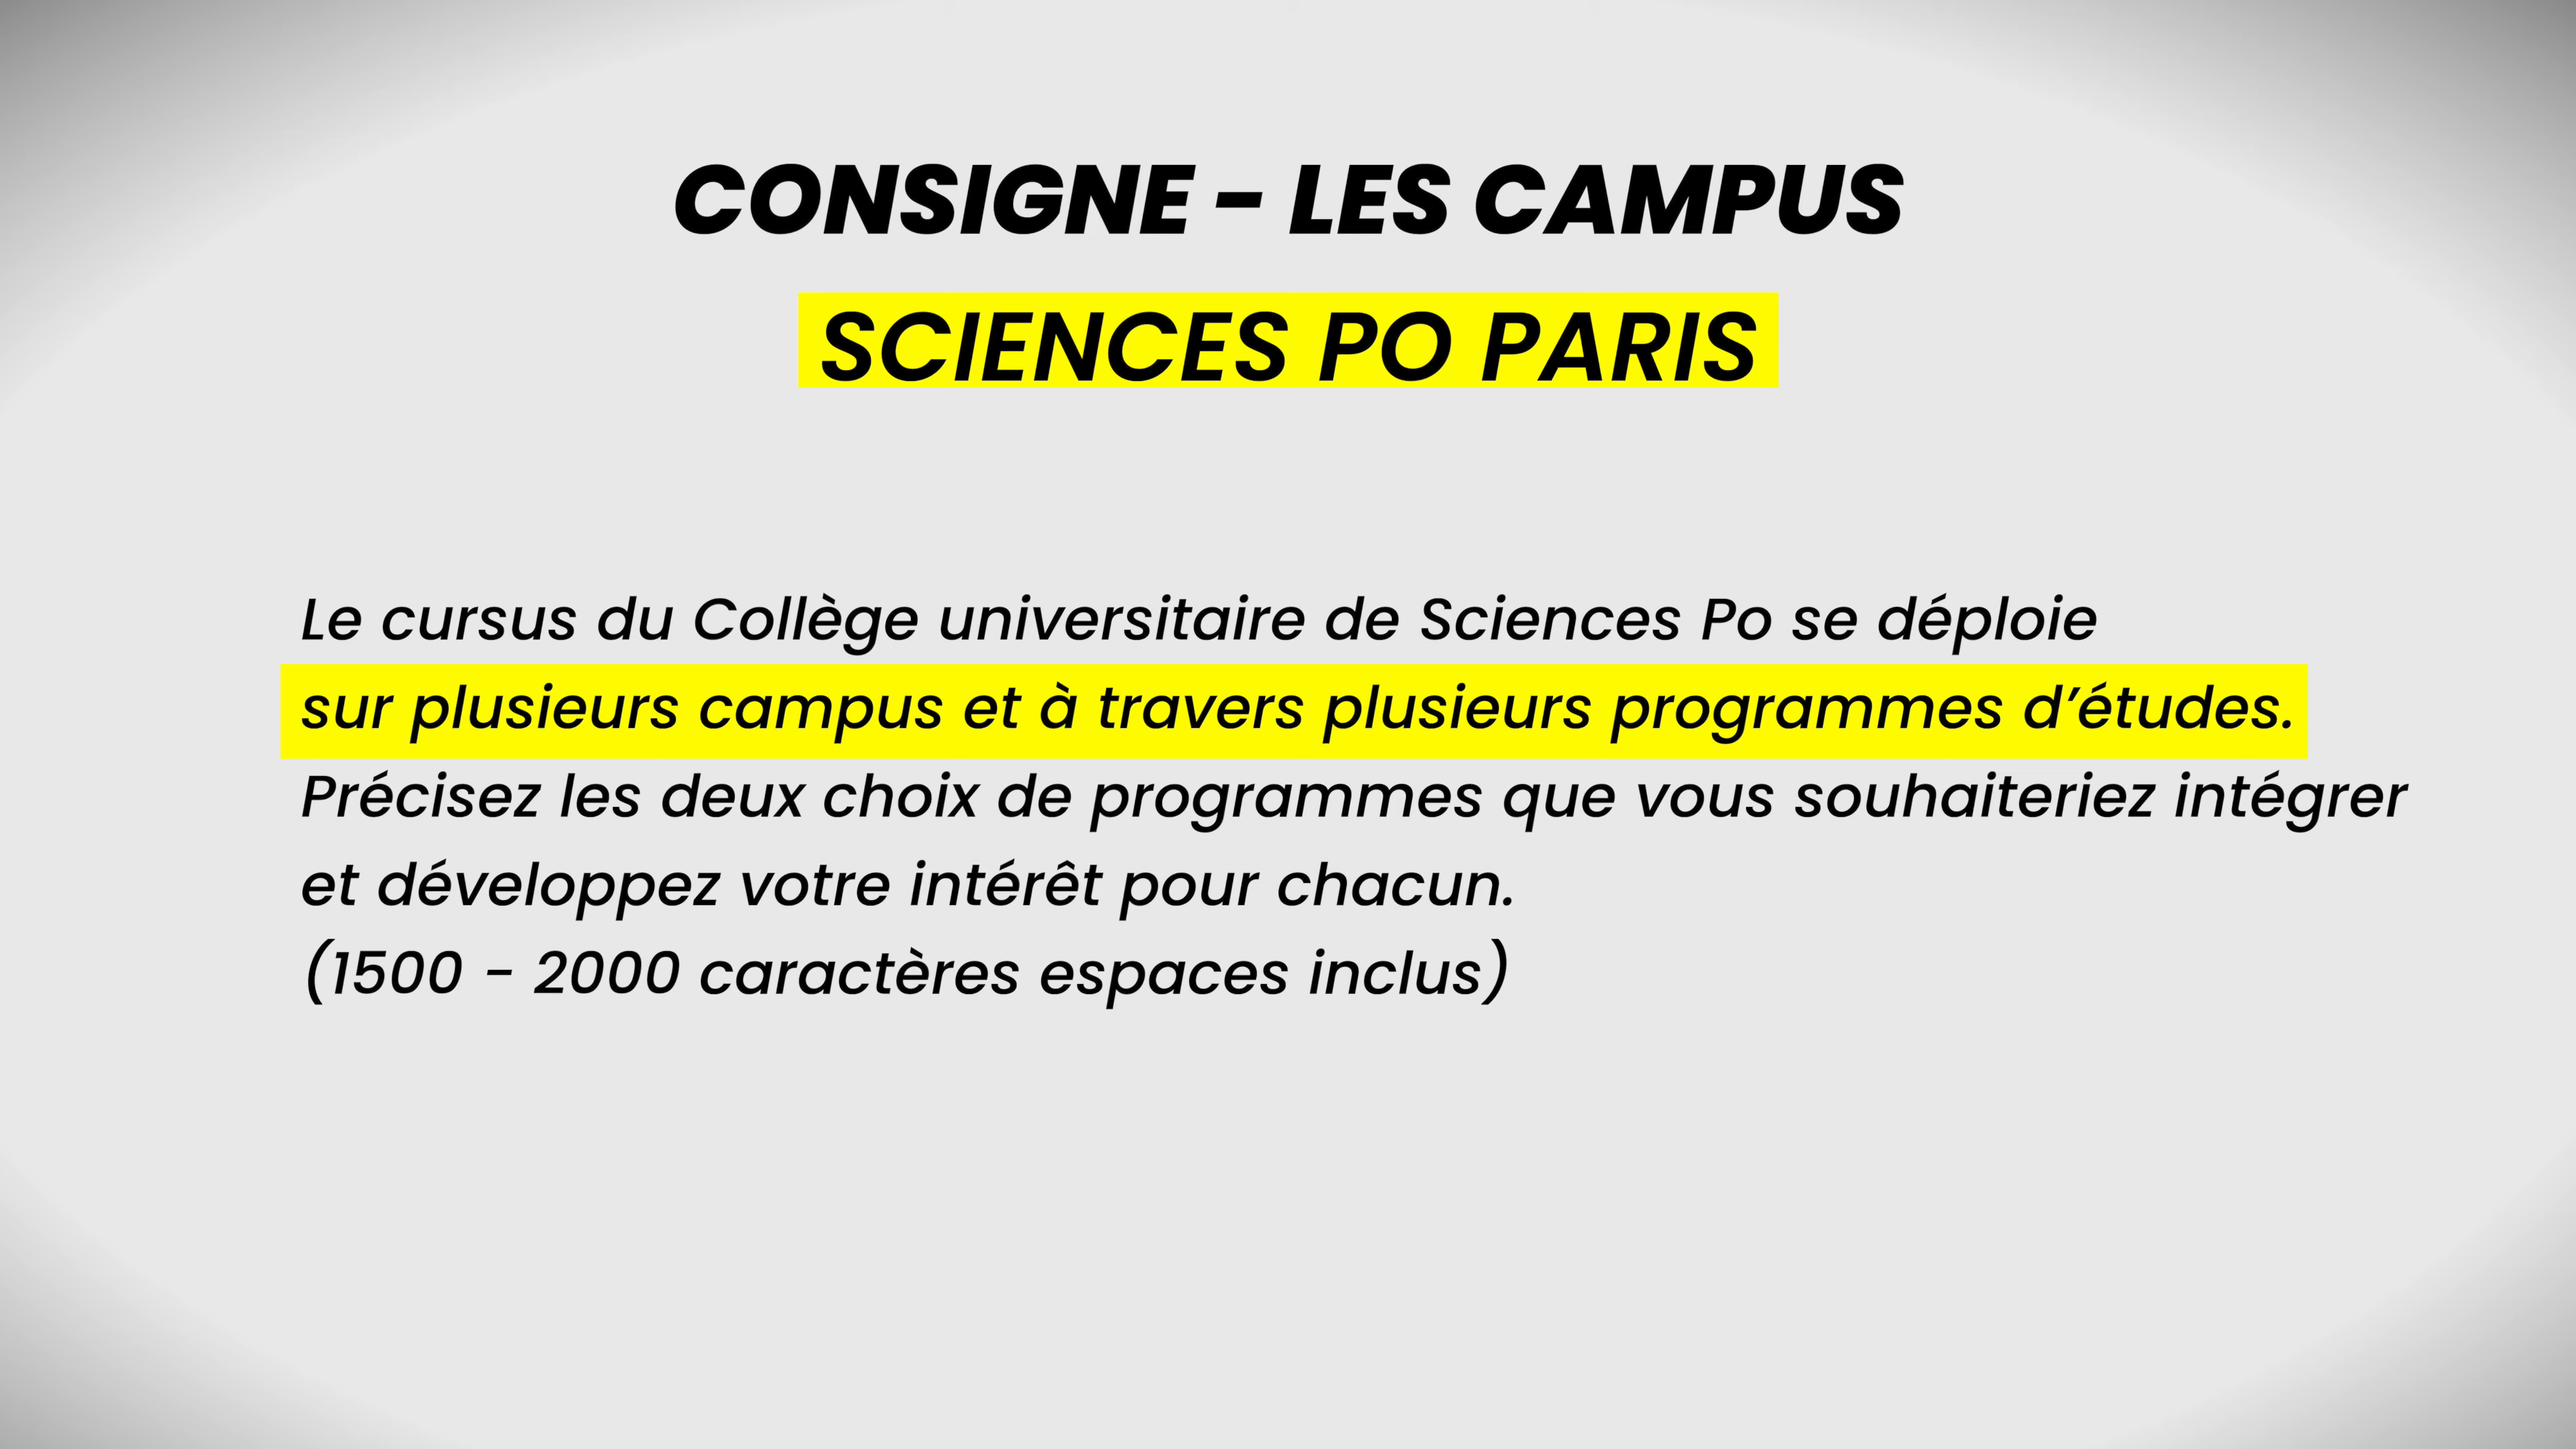 CONSIGNE - LES CAMPUS
SCIENCES PO PARIS
Le cursus du Collège universitaire de Sciences Po se déploie
sur plusieurs campus et à travers plusieurs programmes d’études.
Précisez les deux choix de programmes que vous souhaiteriez intégrer
et développez votre intérêt pour chacun.
(1500 - 2000 caractères espaces inclus)